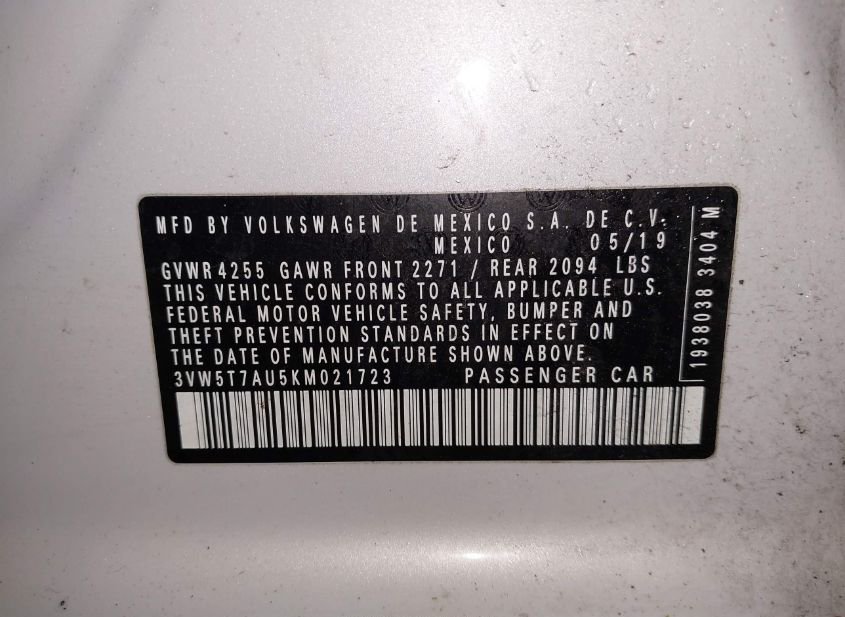 MFD BY VOLKSWAGEN DE MEXICO S.A. DE C.V.
MEXICO 05/19
GVWR 4255 GAWR FRONT 2271 / REAR 2094 LBS
THIS VEHICLE CONFORMS TO ALL APPLICABLE U.S.
FEDERAL MOTOR VEHICLE SAFETY, BUMPER AND
THEFT PREVENTION STANDARDS IN EFFECT ON
THE DATE OF MANUFACTURE SHOWN ABOVE.
3VW5T7AU5KM021723 PASSENGER CAR
1938038 3404 M